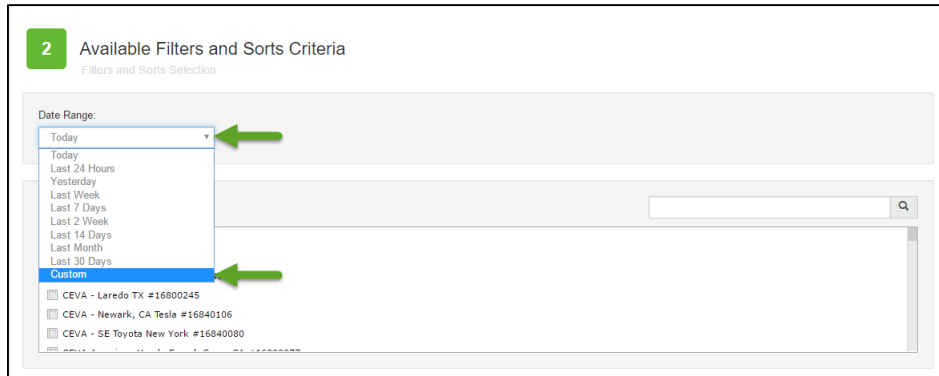 2
Available Filters and Sorts Criteria
Filters and Sorts Selection
Date Range:
Today
Today
Last 24 Hours
Yesterday
Last Week
Last 7 Days
Last 2 Week
Last 14 Days
Last Month
Last 30 Days
Custom
CEVA - Laredo TX #16800245
CEVA - Newark, CA Tesla #16840106
CEVA - SE Toyota New York #16840080